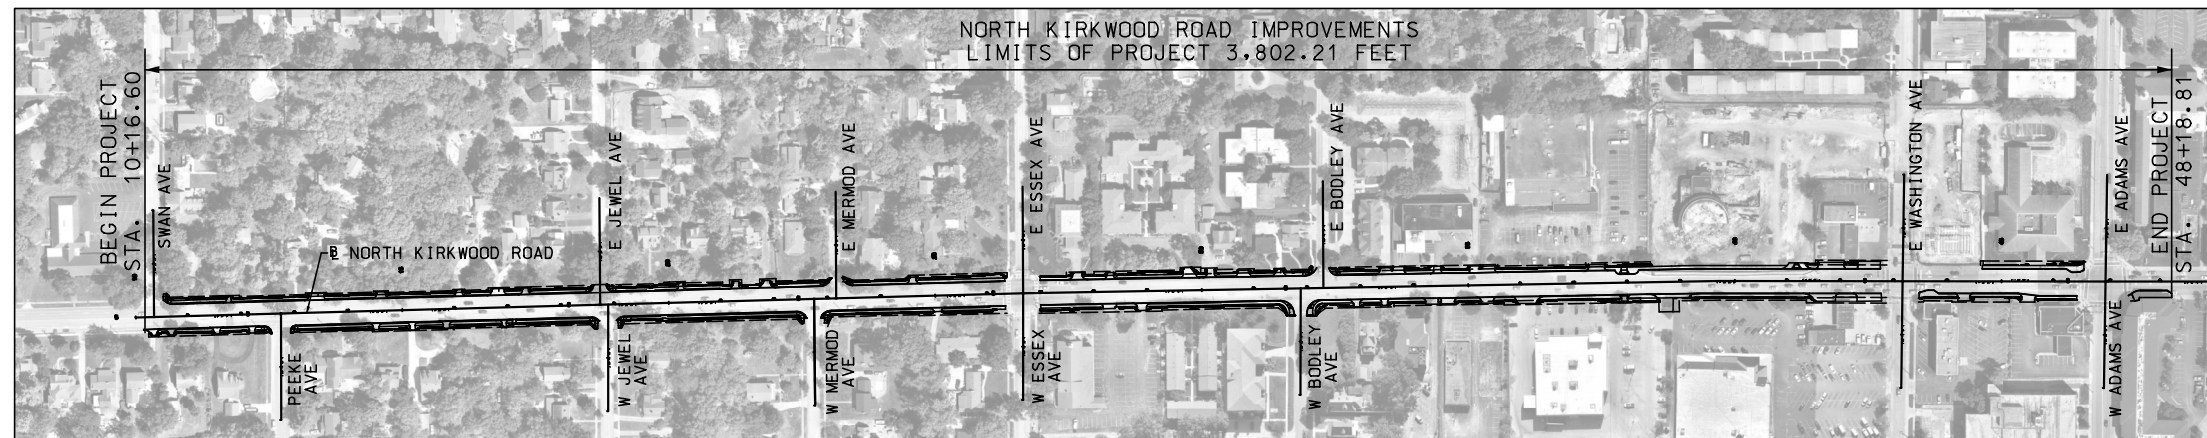 NORTH KIRKWOOD ROAD IMPROVEMENTS
LIMITS OF PROJECT 3,802.21 FEET
BEGIN PROJECT
STA. 10+16.60
SWAN AVE
NORTH KIRKWOOD ROAD
PEEKE
AVE
E JEWEL AVE
W JEWEL
AVE
E MERMOD AVE
W MERMOD
AVE
E ESSEX AVE
W ESSEX
AVE
E BODLEY AVE
W BODLEY
AVE
E WASHINGTON AVE
E ADAMS AVE
W ADAMS AVE
END PROJECT
STA. 48+18.81